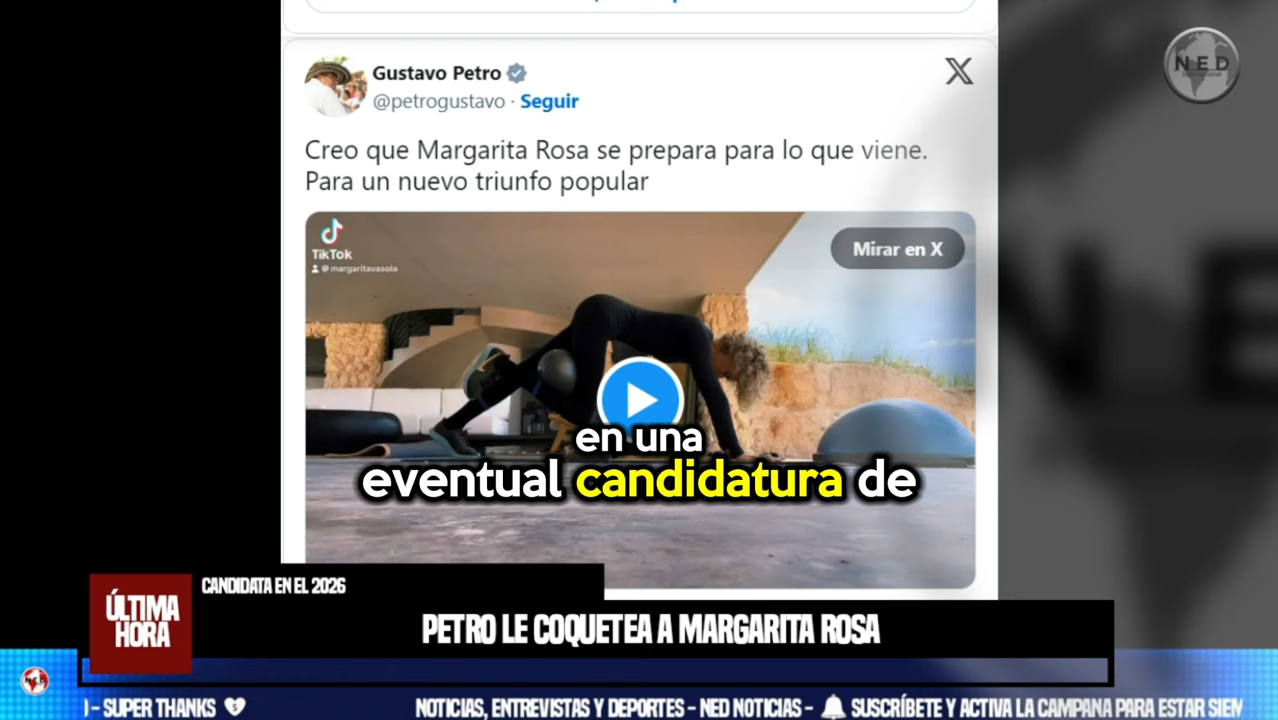 Gustavo Petro
@petrogustavo · Seguir
Creo que Margarita Rosa se prepara para lo que viene.
Para un nuevo triunfo popular
TikTok
@margaritavasola
Mirar en X
en una
eventual candidatura de
NED
ÚLTIMA
HORA
CANDIDATA EN EL 2026
PETRO LE COQUETEA A MARGARITA ROSA
) - SUPER THANKS
NOTICIAS, ENTREVISTAS Y DEPORTES - NED NOTICIAS -
SUSCRÍBETE Y ACTIVA LA CAMPANA PARA ESTAR SIEM